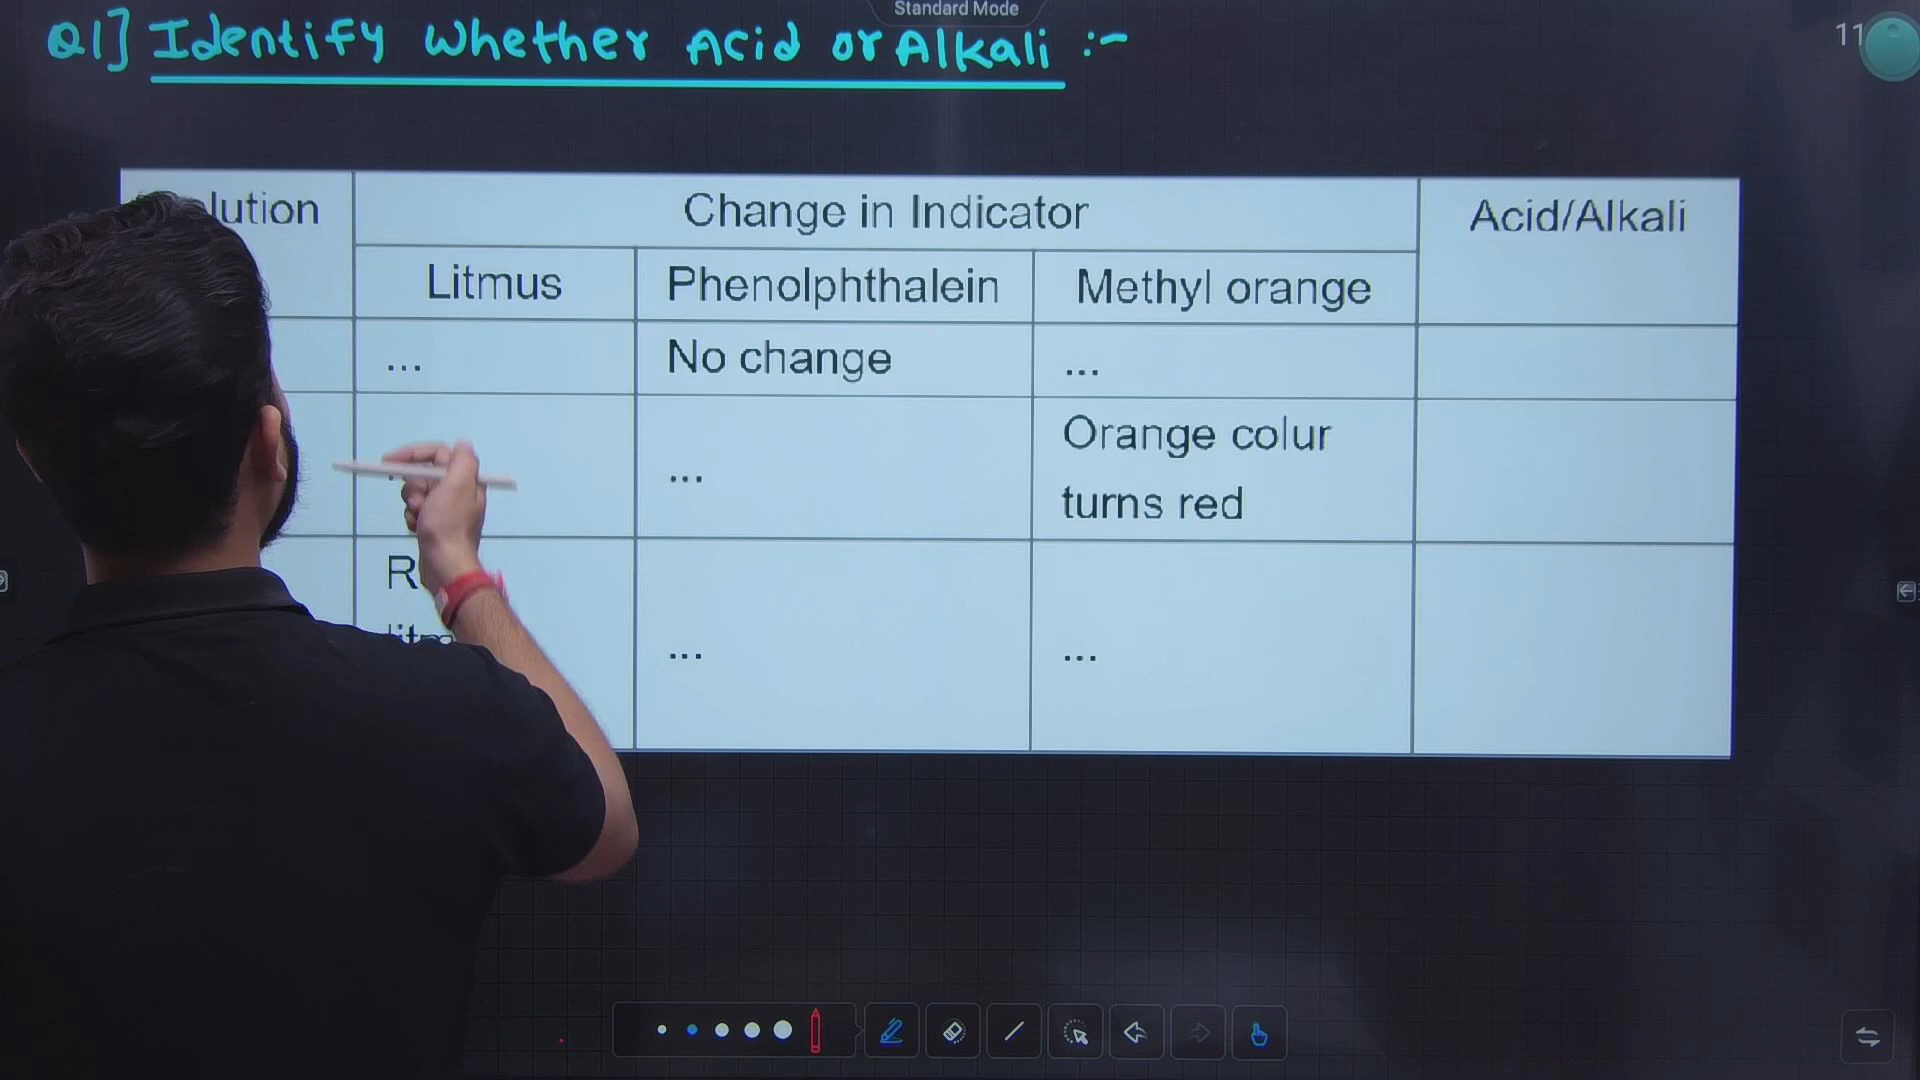 Standard Mode
Q1] Identify whether Acid or Alkali :-
11
Change in Indicator
Acid/Alkali
Litmus
Phenolphthalein
Methyl orange
...
No change
...
...
Orange colur
turns red
...
...